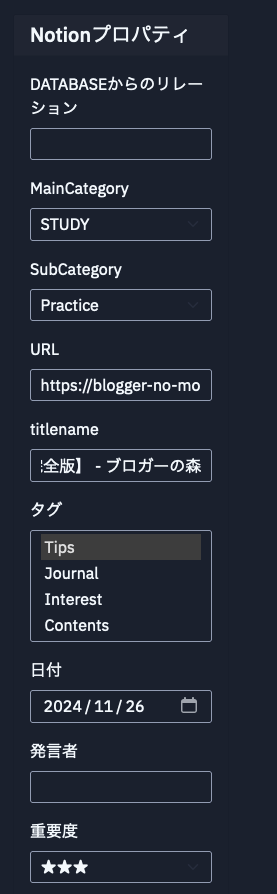 Notionプロパティ
DATABASEからのリレー
ション
MainCategory
STUDY
SubCategory
Practice
URL
https://blogger-no-mo
titlename
全版】 - ブロガーの森
タグ
Tips
Journal
Interest
Contents
日付
2024/11/26
発言者
重要度
★★★